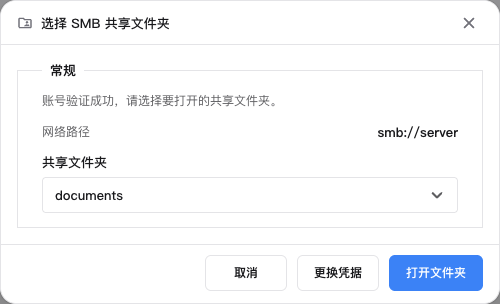 选择 SMB 共享文件夹
常规
账号验证成功，请选择要打开的共享文件夹。
网络路径 smb://server
共享文件夹
documents
取消 更换凭据 打开文件夹